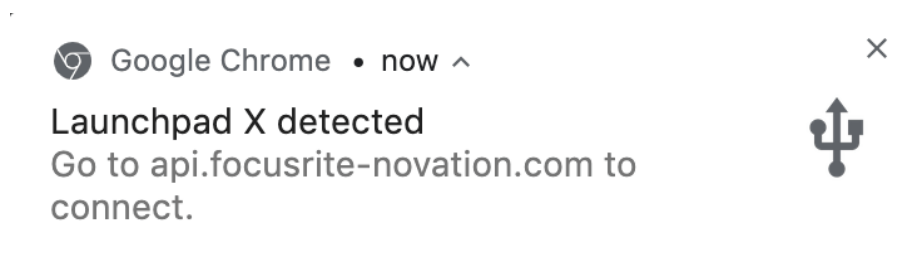 Google Chrome • now
Launchpad X detected
Go to api.focusrite-novation.com to
connect.